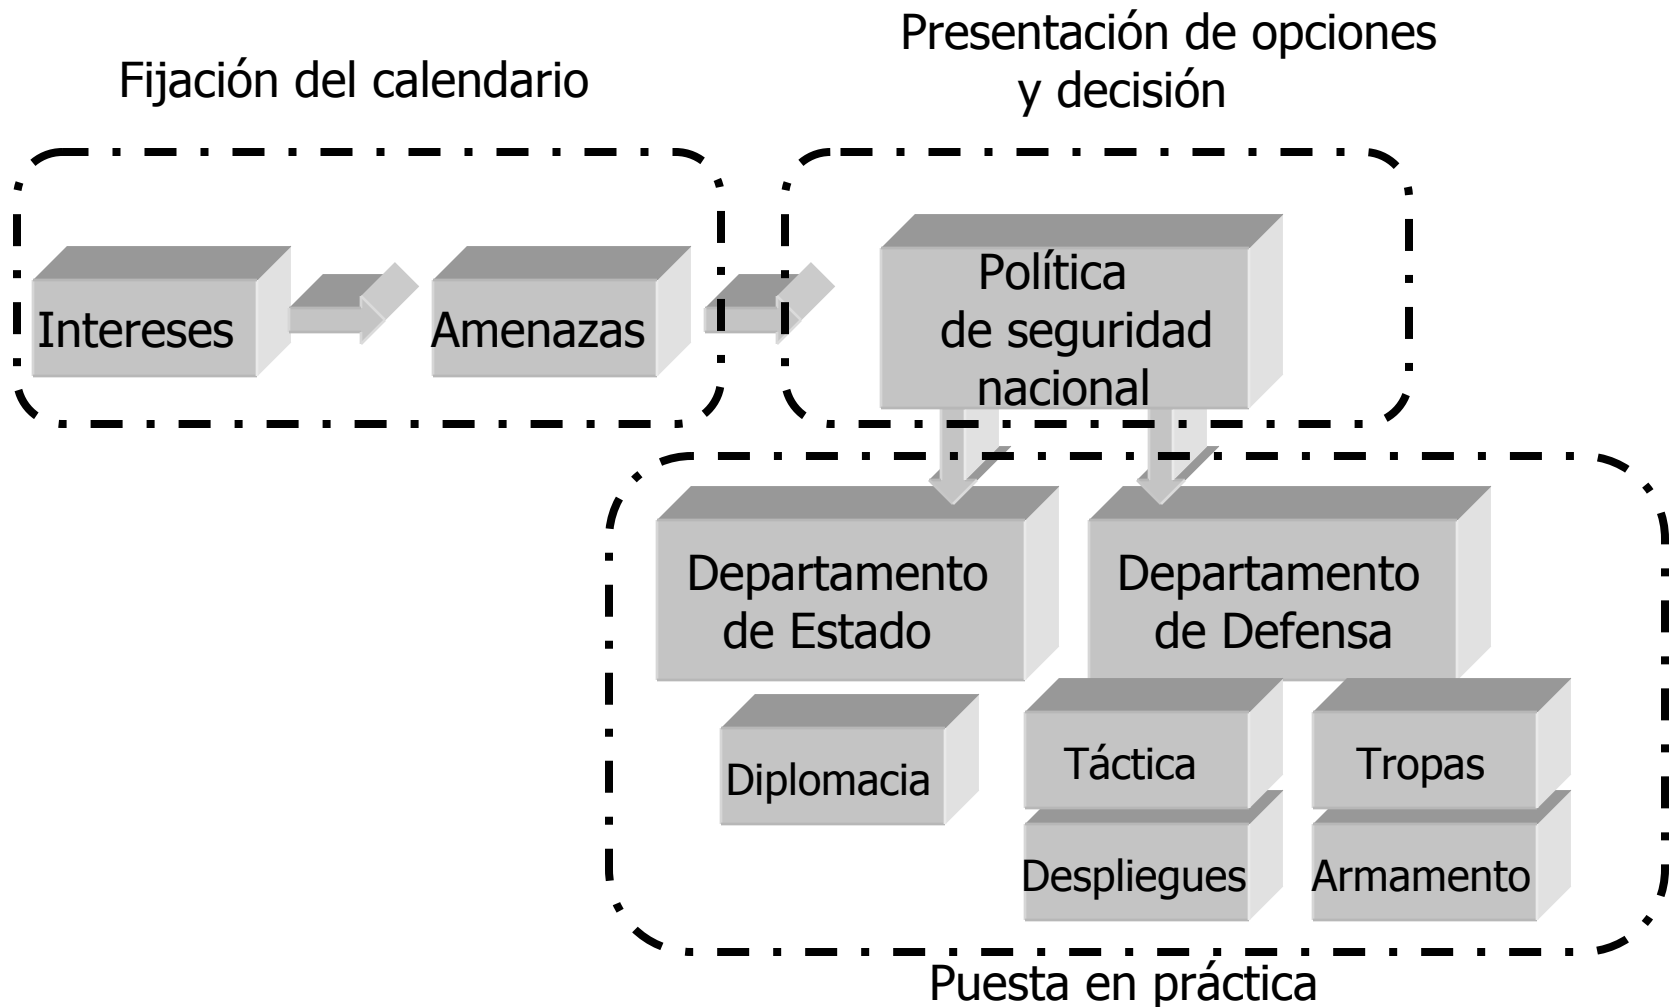 Fijación del calendario
Presentación de opciones
y decisión
Intereses
Amenazas
Política
de seguridad
nacional
Departamento
de Estado
Departamento
de Defensa
Diplomacia
Táctica
Tropas
Despliegues
Armamento
Puesta en práctica